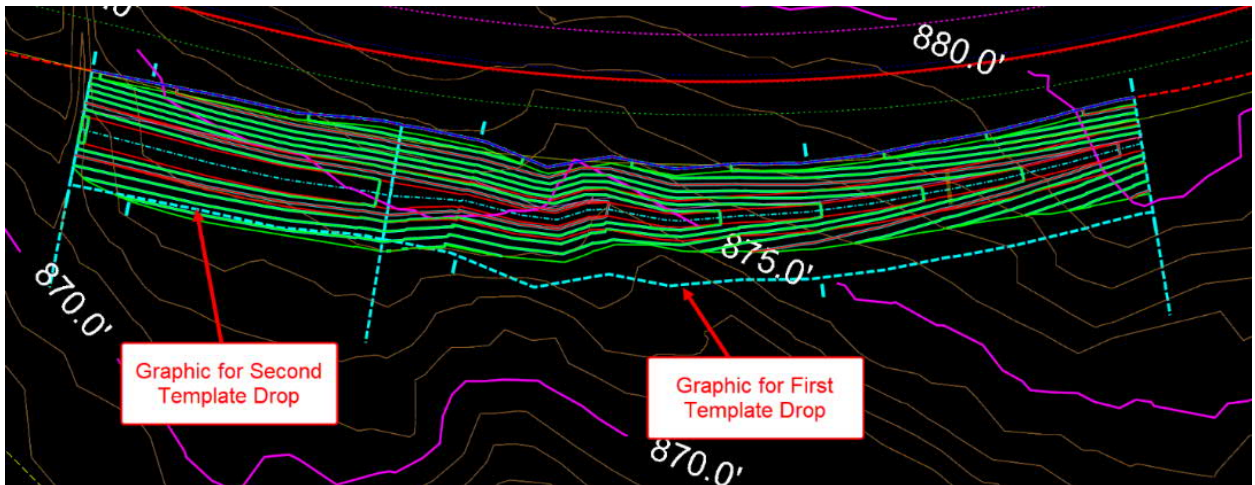 880.0'
875.0'
870.0'
Graphic for Second
Template Drop
Graphic for First
Template Drop
870.0'